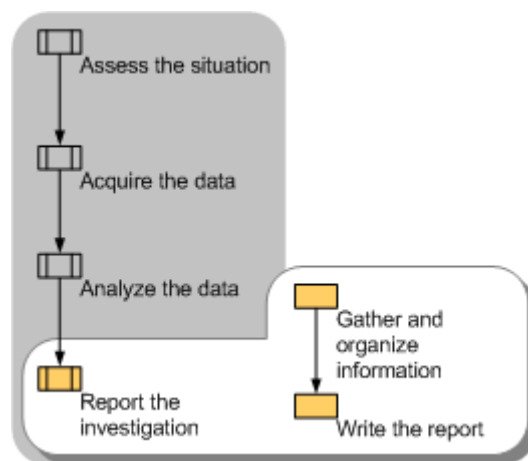 Assess the situation
Acquire the data
Analyze the data
Report the
investigation
Gather and
organize
information
Write the report